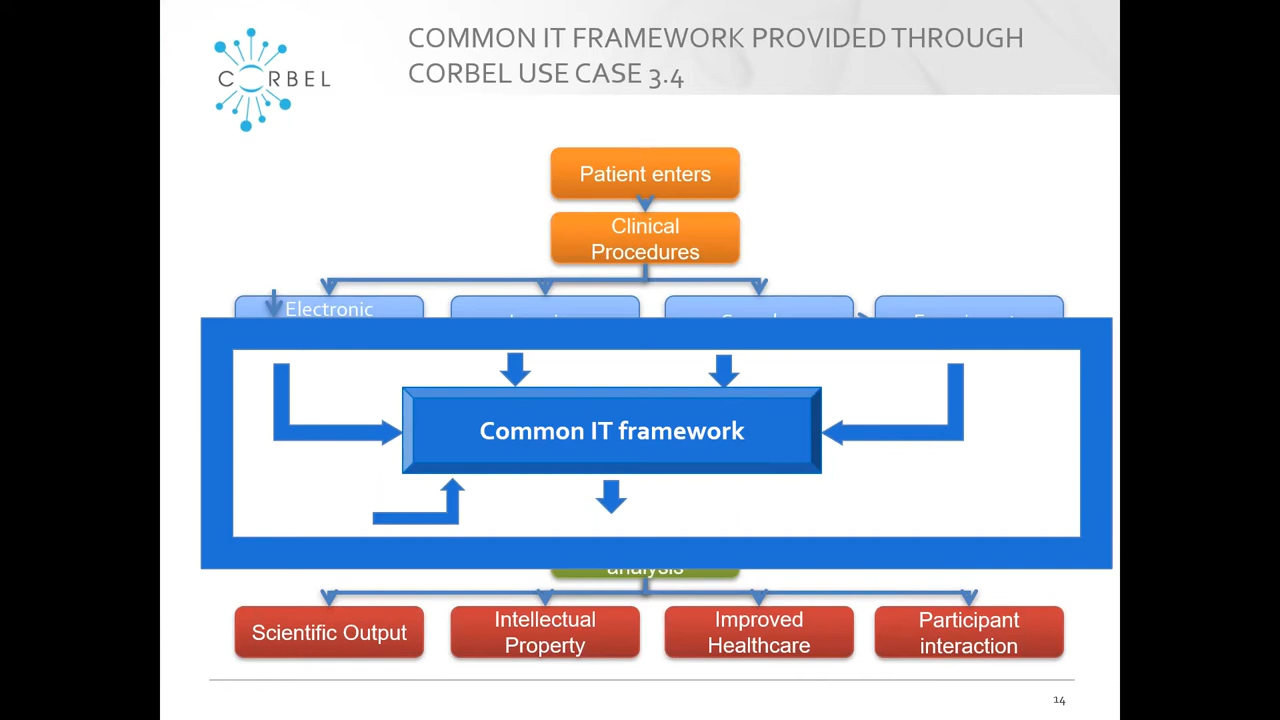 CORBEL
COMMON IT FRAMEWORK PROVIDED THROUGH
CORBEL USE CASE 3.4
Patient enters
Clinical
Procedures
Electronic
Common IT framework
analysis
Scientific Output
Intellectual
Property
Improved
Healthcare
Participant
interaction
14